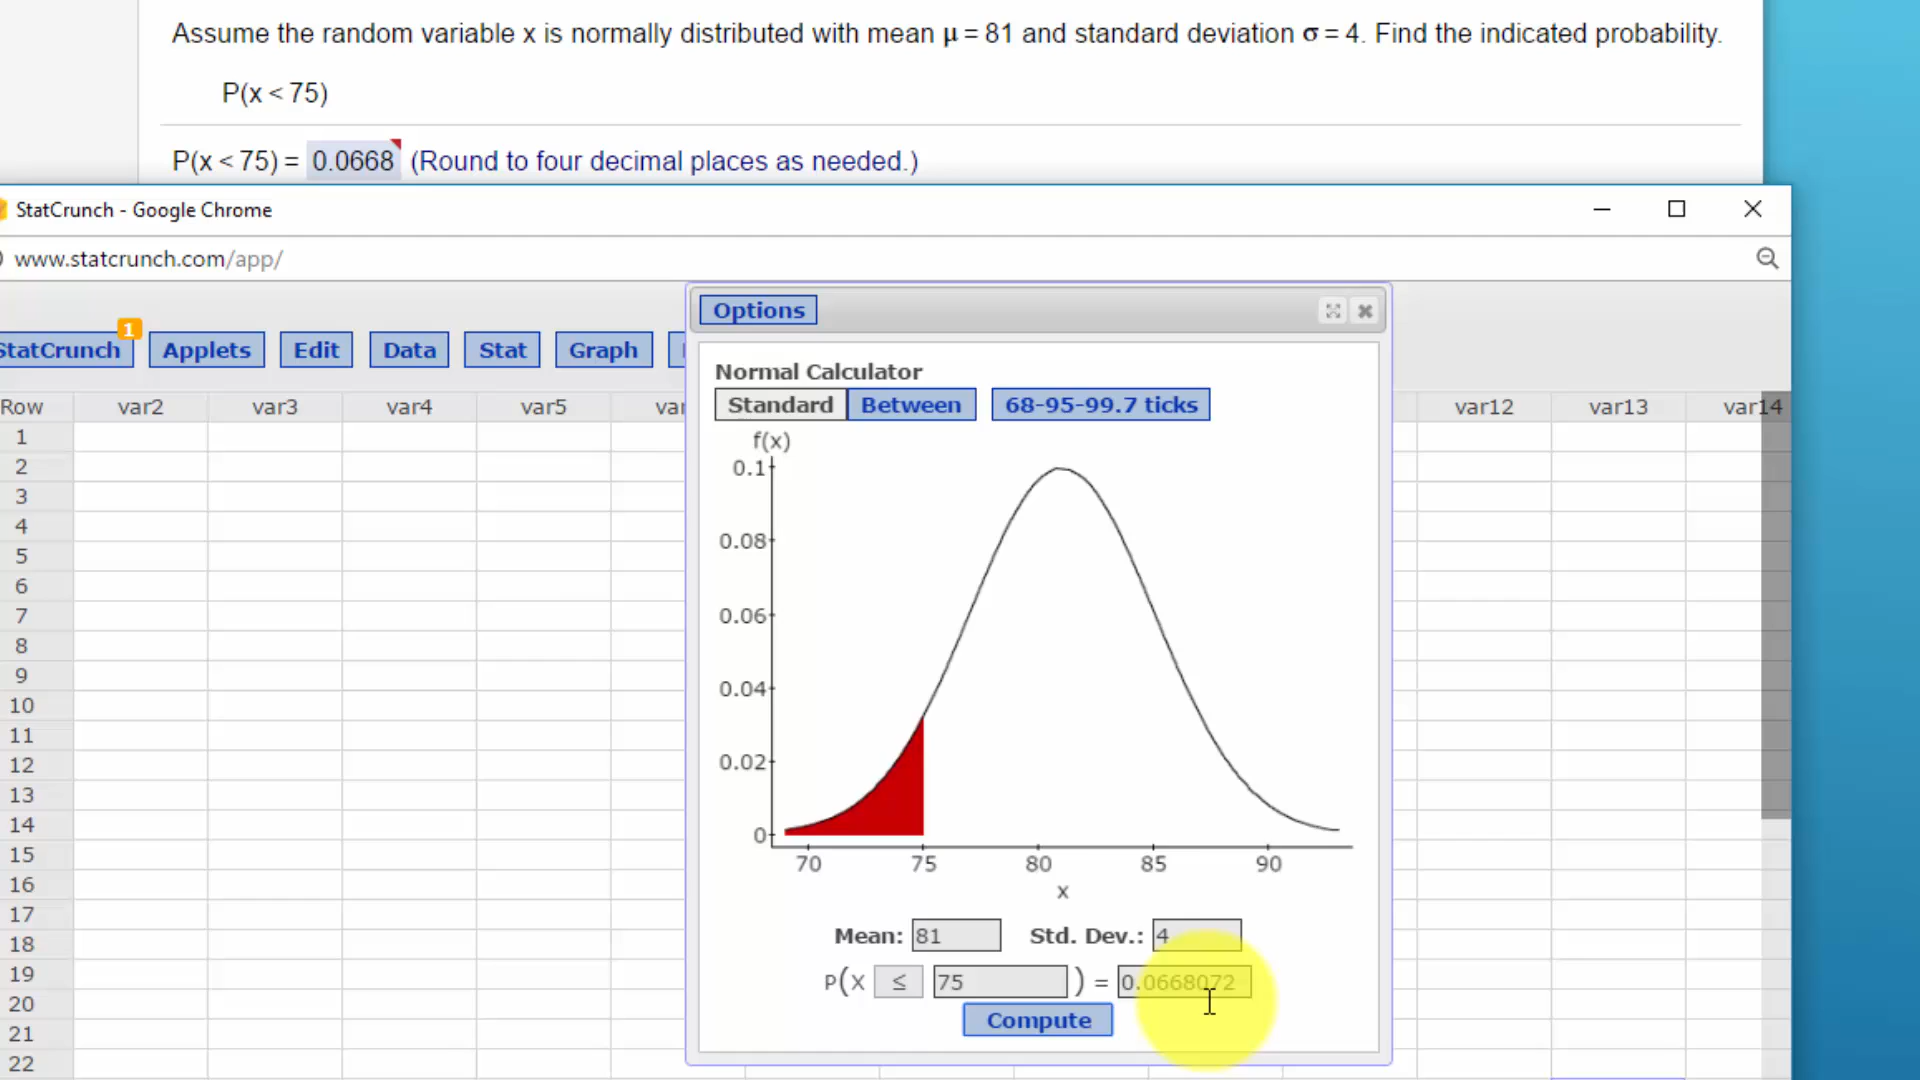 Assume the random variable x is normally distributed with mean μ = 81 and standard deviation σ = 4. Find the indicated probability.
P(x < 75)
P(x < 75) = 0.0668 (Round to four decimal places as needed.)
StatCrunch - Google Chrome
www.statcrunch.com/app/
Options
StatCrunch 1 Applets Edit Data Stat Graph
Normal Calculator
Standard Between 68-95-99.7 ticks
Row var2 var3 var4 var5 var12 var13 var14
f(x)
0.1
0.08
0.06
0.04
0.02
0
70 75 80 85 90
x
1
2
3
4
5
6
7
8
9
10
11
12
13
14
15
16
17
18
19
20
21
22
Mean: 81 Std. Dev.: 4
P(X ≤ 75 ) = 0.0668072
Compute